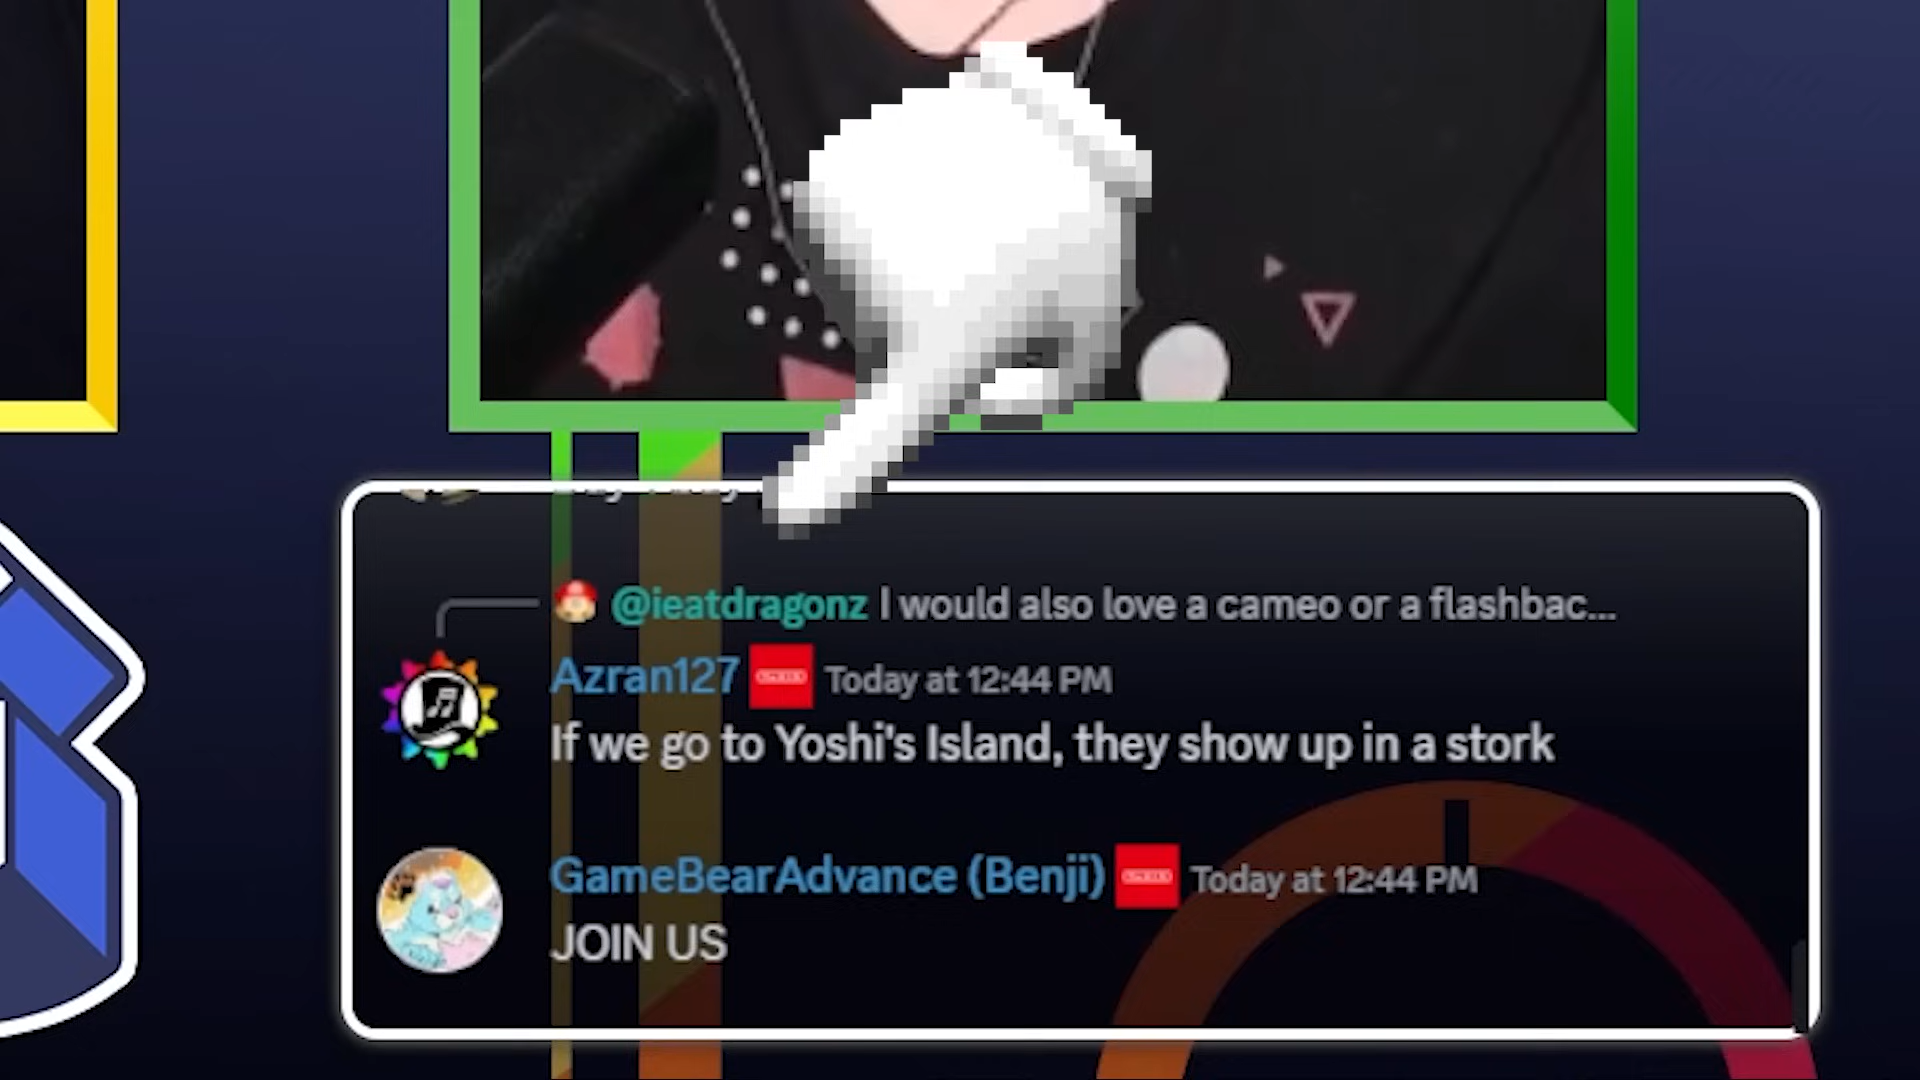 @ieatdragonz I would also love a cameo or a flashbac...
Azran127 Today at 12:44 PM
If we go to Yoshi's Island, they show up in a stork
GameBearAdvance (Benji) Today at 12:44 PM
JOIN US